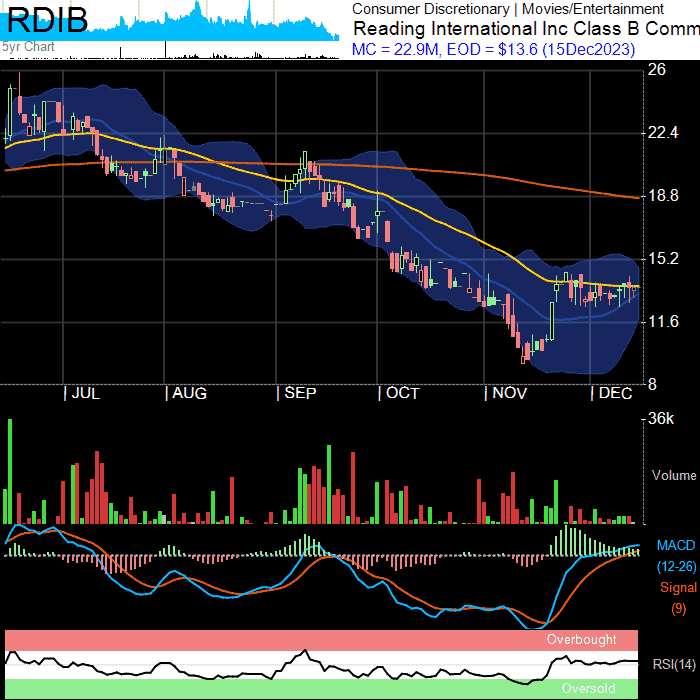 RDIB
5yr Chart
Consumer Discretionary | Movies/Entertainment
Reading International Inc Class B Comm
MC = 22.9M, EOD = $13.6 (15Dec2023)
26
22.4
18.8
15.2
11.6
8
| JUL | AUG | SEP | OCT | NOV | DEC
36k
Volume
MACD
(12-26)
Signal
(9)
Overbought
RSI(14)
Oversold